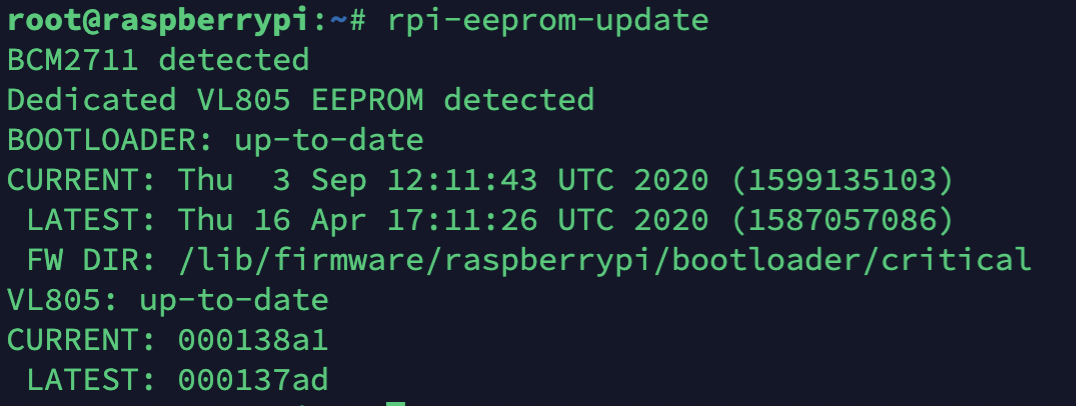 root@raspberrypi:~# rpi-eeprom-update
BCM2711 detected
Dedicated VL805 EEPROM detected
BOOTLOADER: up-to-date
CURRENT: Thu  3 Sep 12:11:43 UTC 2020 (1599135103)
 LATEST: Thu 16 Apr 17:11:26 UTC 2020 (1587057086)
 FW DIR: /lib/firmware/raspberrypi/bootloader/critical
VL805: up-to-date
CURRENT: 000138a1
 LATEST: 000137ad